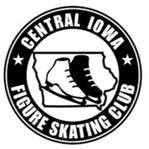 CENTRAL IOWA
FIGURE SKATING CLUB